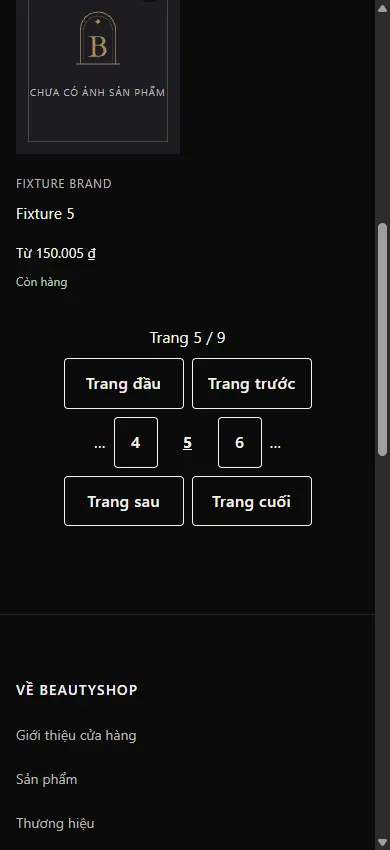 B
CHƯA CÓ ẢNH SẢN PHẨM
FIXTURE BRAND
Fixture 5
Từ 150.005 ₫
Còn hàng
Trang 5 / 9
Trang đầu Trang trước
... 4 5 6 ...
Trang sau Trang cuối
VỀ BEAUTYSHOP
Giới thiệu cửa hàng
Sản phẩm
Thương hiệu